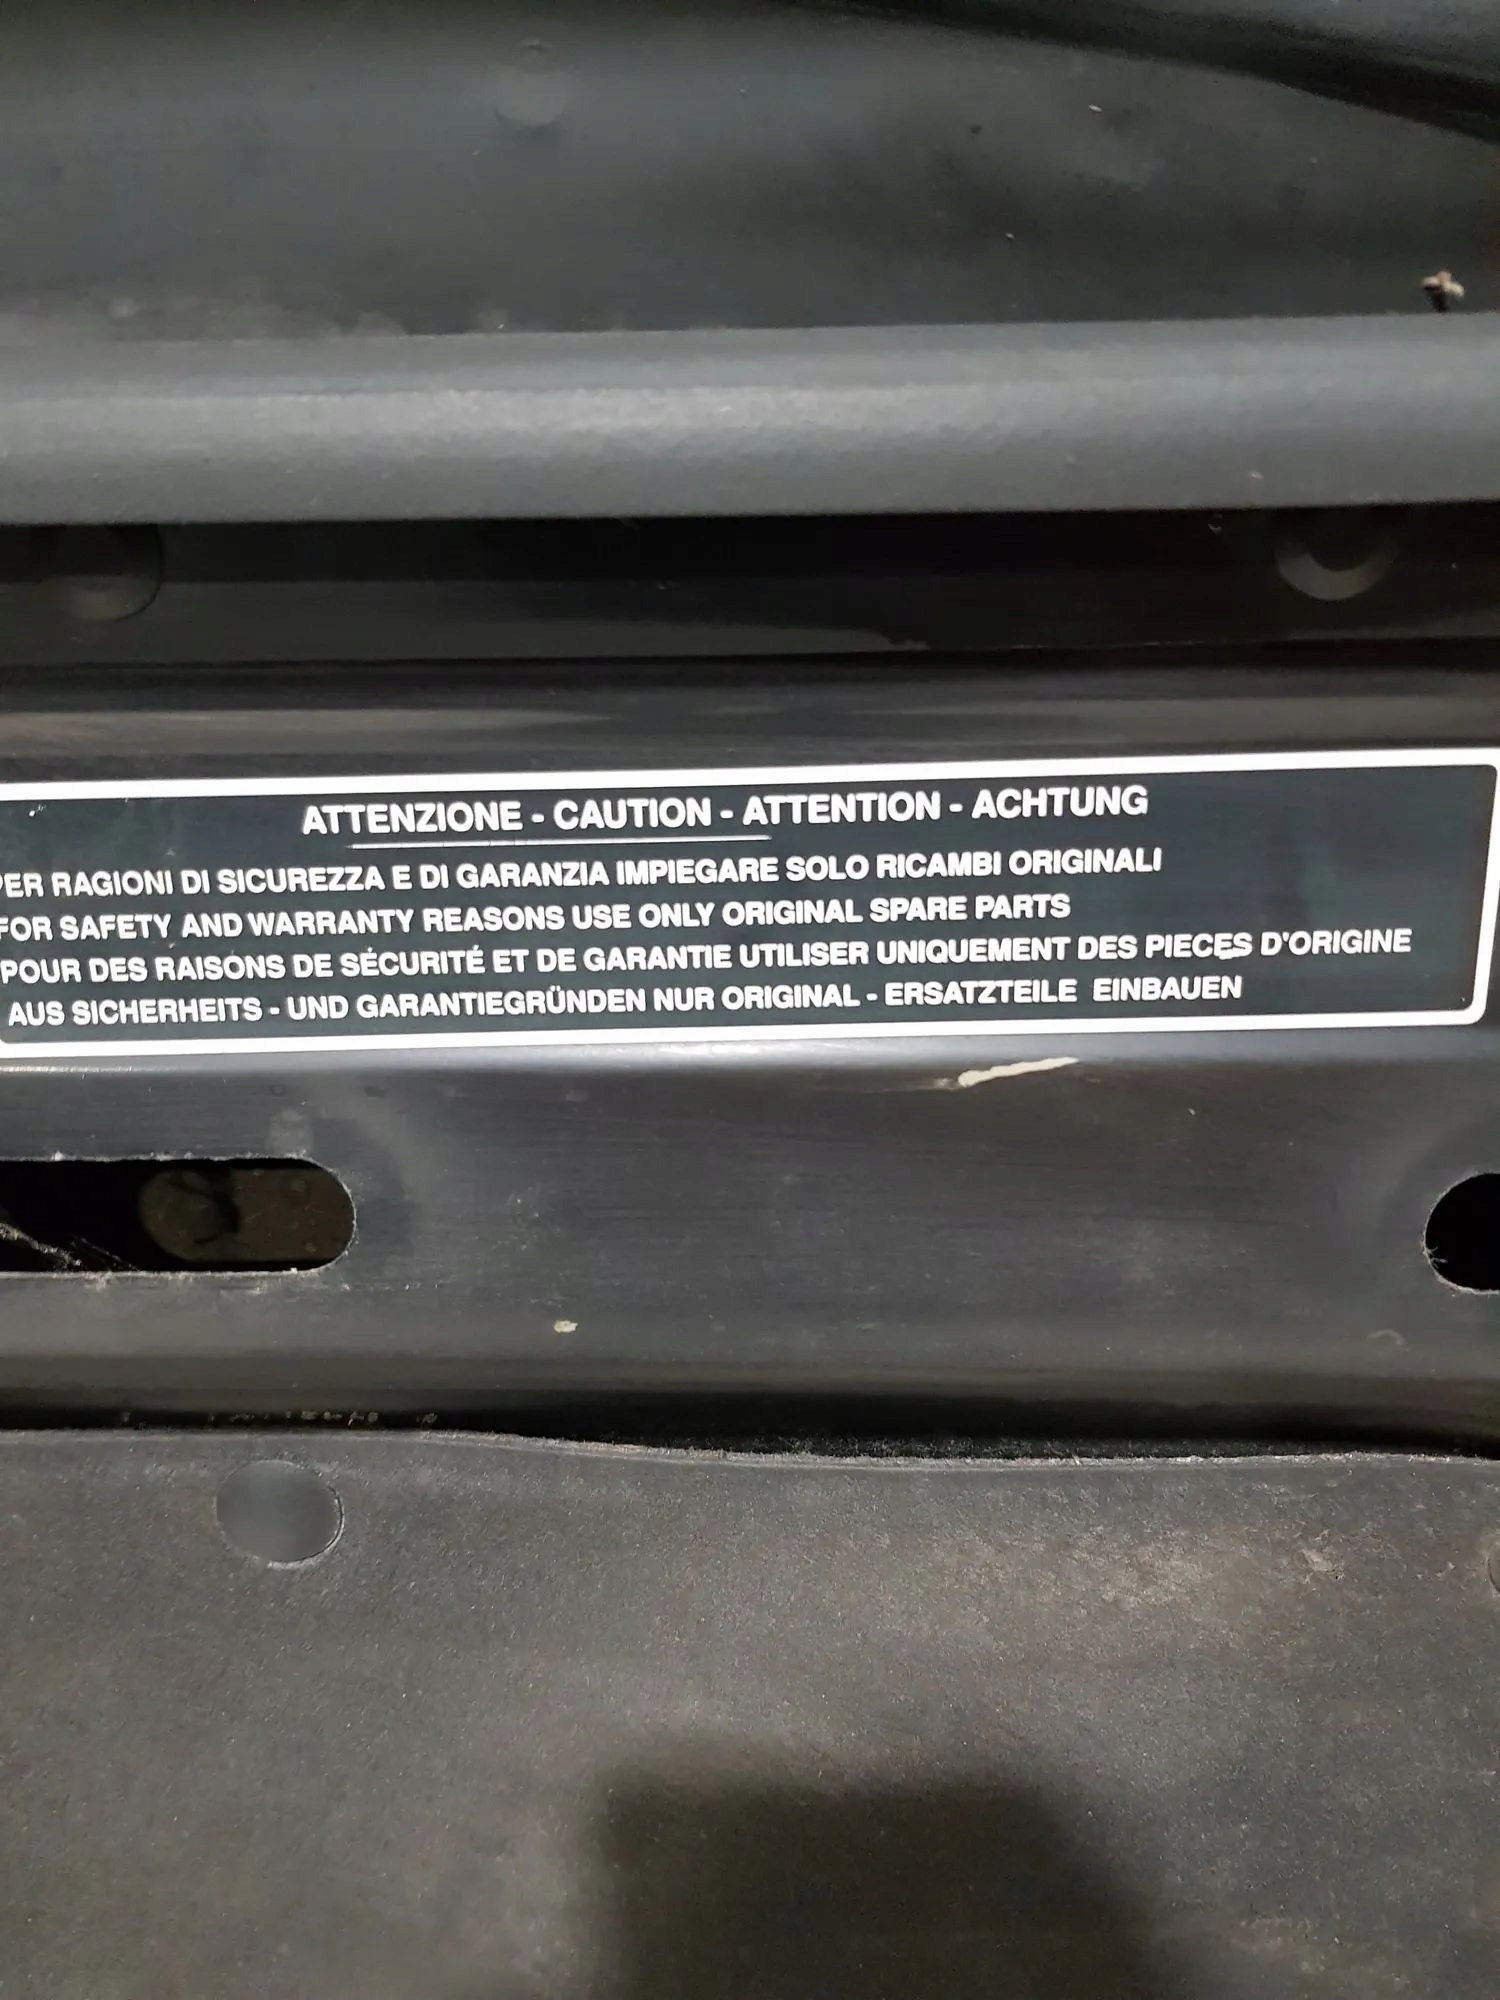 ATTENZIONE - CAUTION - ATTENTION - ACHTUNG
PER RAGIONI DI SICUREZZA E DI GARANZIA IMPIEGARE SOLO RICAMBI ORIGINALI
FOR SAFETY AND WARRANTY REASONS USE ONLY ORIGINAL SPARE PARTS
POUR DES RAISONS DE SÉCURITÉ ET DE GARANTIE UTILISER UNIQUEMENT DES PIECES D'ORIGINE
AUS SICHERHEITS - UND GARANTIEGRÜNDEN NUR ORIGINAL - ERSATZTEILE EINBAUEN